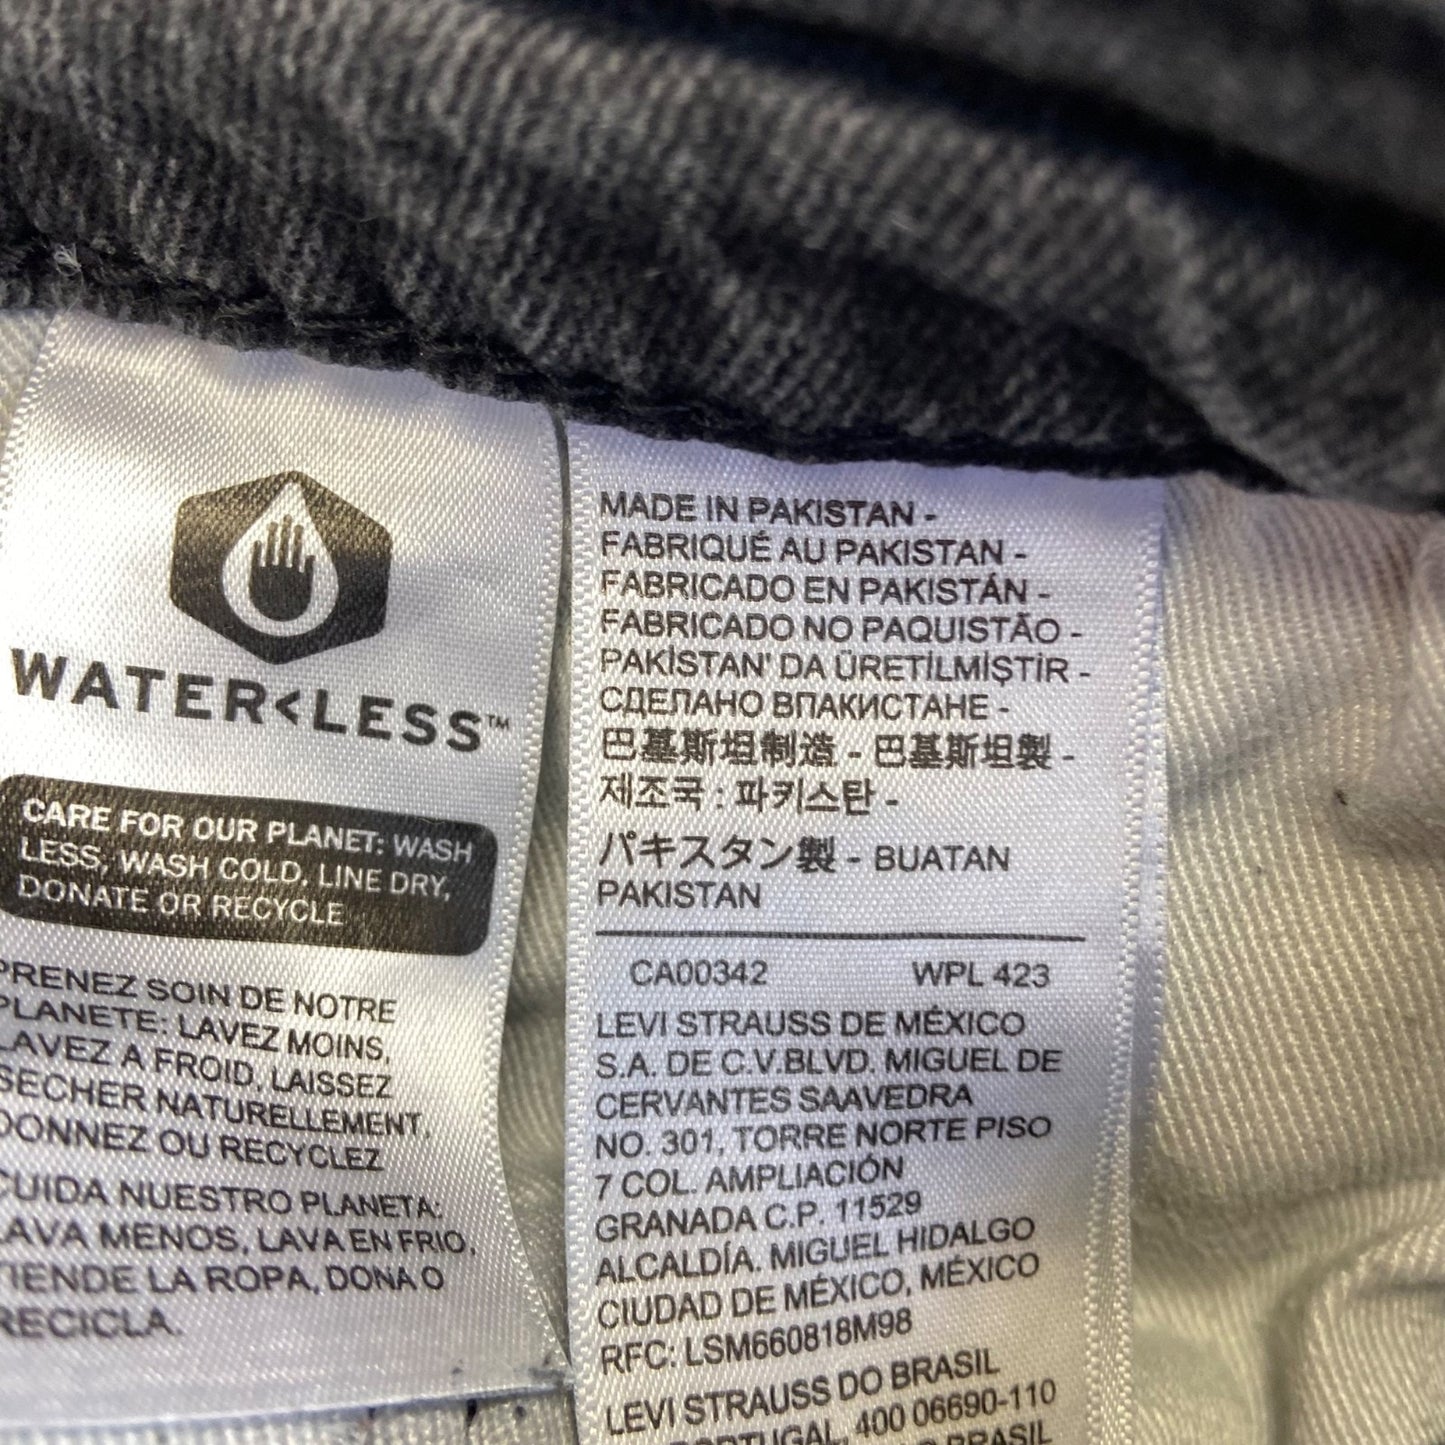 WATER<LESS™
CARE FOR OUR PLANET: WASH
LESS, WASH COLD, LINE DRY,
DONATE OR RECYCLE
PRENEZ SOIN DE NOTRE
PLANETE: LAVEZ MOINS,
LAVEZ A FROID, LAISSEZ
SECHER NATURELLEMENT,
DONNEZ OU RECYCLEZ
CUIDA NUESTRO PLANETA:
LAVA MENOS, LAVA EN FRIO,
TIENDE LA ROPA, DONA O
RECICLA.
MADE IN PAKISTAN -
FABRIQUÉ AU PAKISTAN -
FABRICADO EN PAKISTÁN -
FABRICADO NO PAQUISTÃO -
PAKİSTAN' DA ÜRETİLMİŞTİR -
СДЕЛАНО ВПАКИСТАНЕ -
巴基斯坦制造 - 巴基斯坦製 -
제조국 : 파키스탄 -
パキスタン製 - BUATAN
PAKISTAN
CA00342 WPL 423
LEVI STRAUSS DE MÉXICO
S.A. DE C.V.BLVD. MIGUEL DE
CERVANTES SAAVEDRA
NO. 301, TORRE NORTE PISO
7 COL. AMPLIACIÓN
GRANADA C.P. 11529
ALCALDÍA. MIGUEL HIDALGO
CIUDAD DE MÉXICO, MÉXICO
RFC: LSM660818M98
LEVI STRAUSS DO BRASIL
PORTUGAL, 400 06690-110
BRASIL